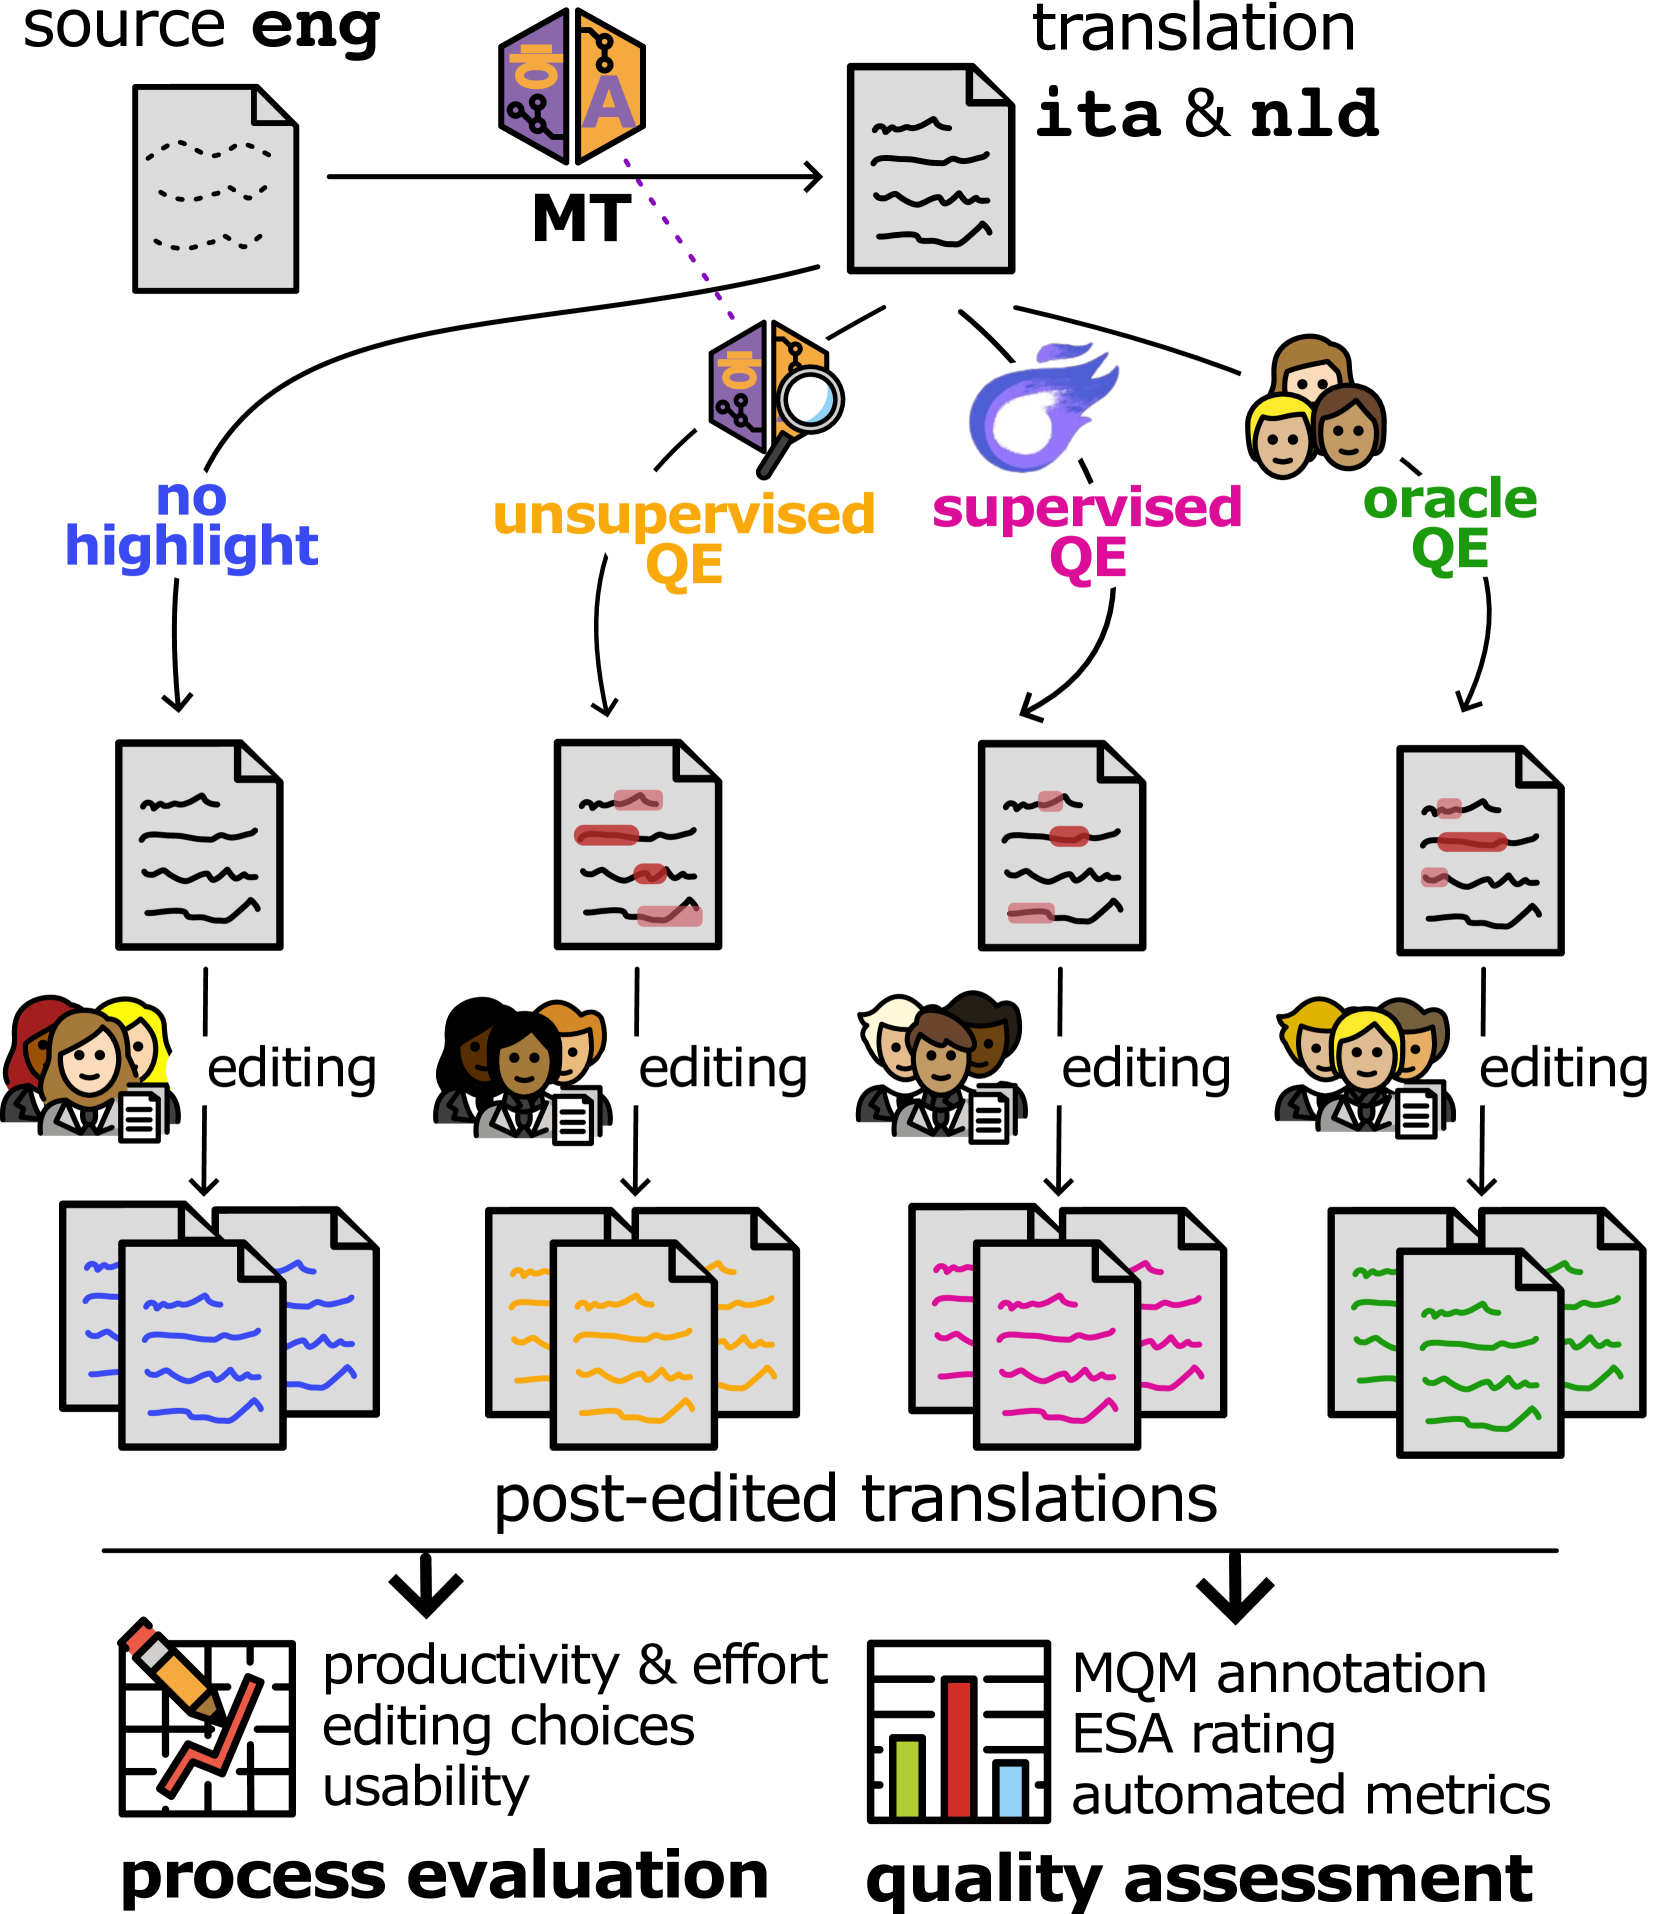 source eng
MT
translation
ita & nld
no
highlight
unsupervised
QE
supervised
QE
oracle
QE
editing
editing
editing
editing
post-edited translations
productivity & effort
editing choices
usability
process evaluation
MQM annotation
ESA rating
automated metrics
quality assessment